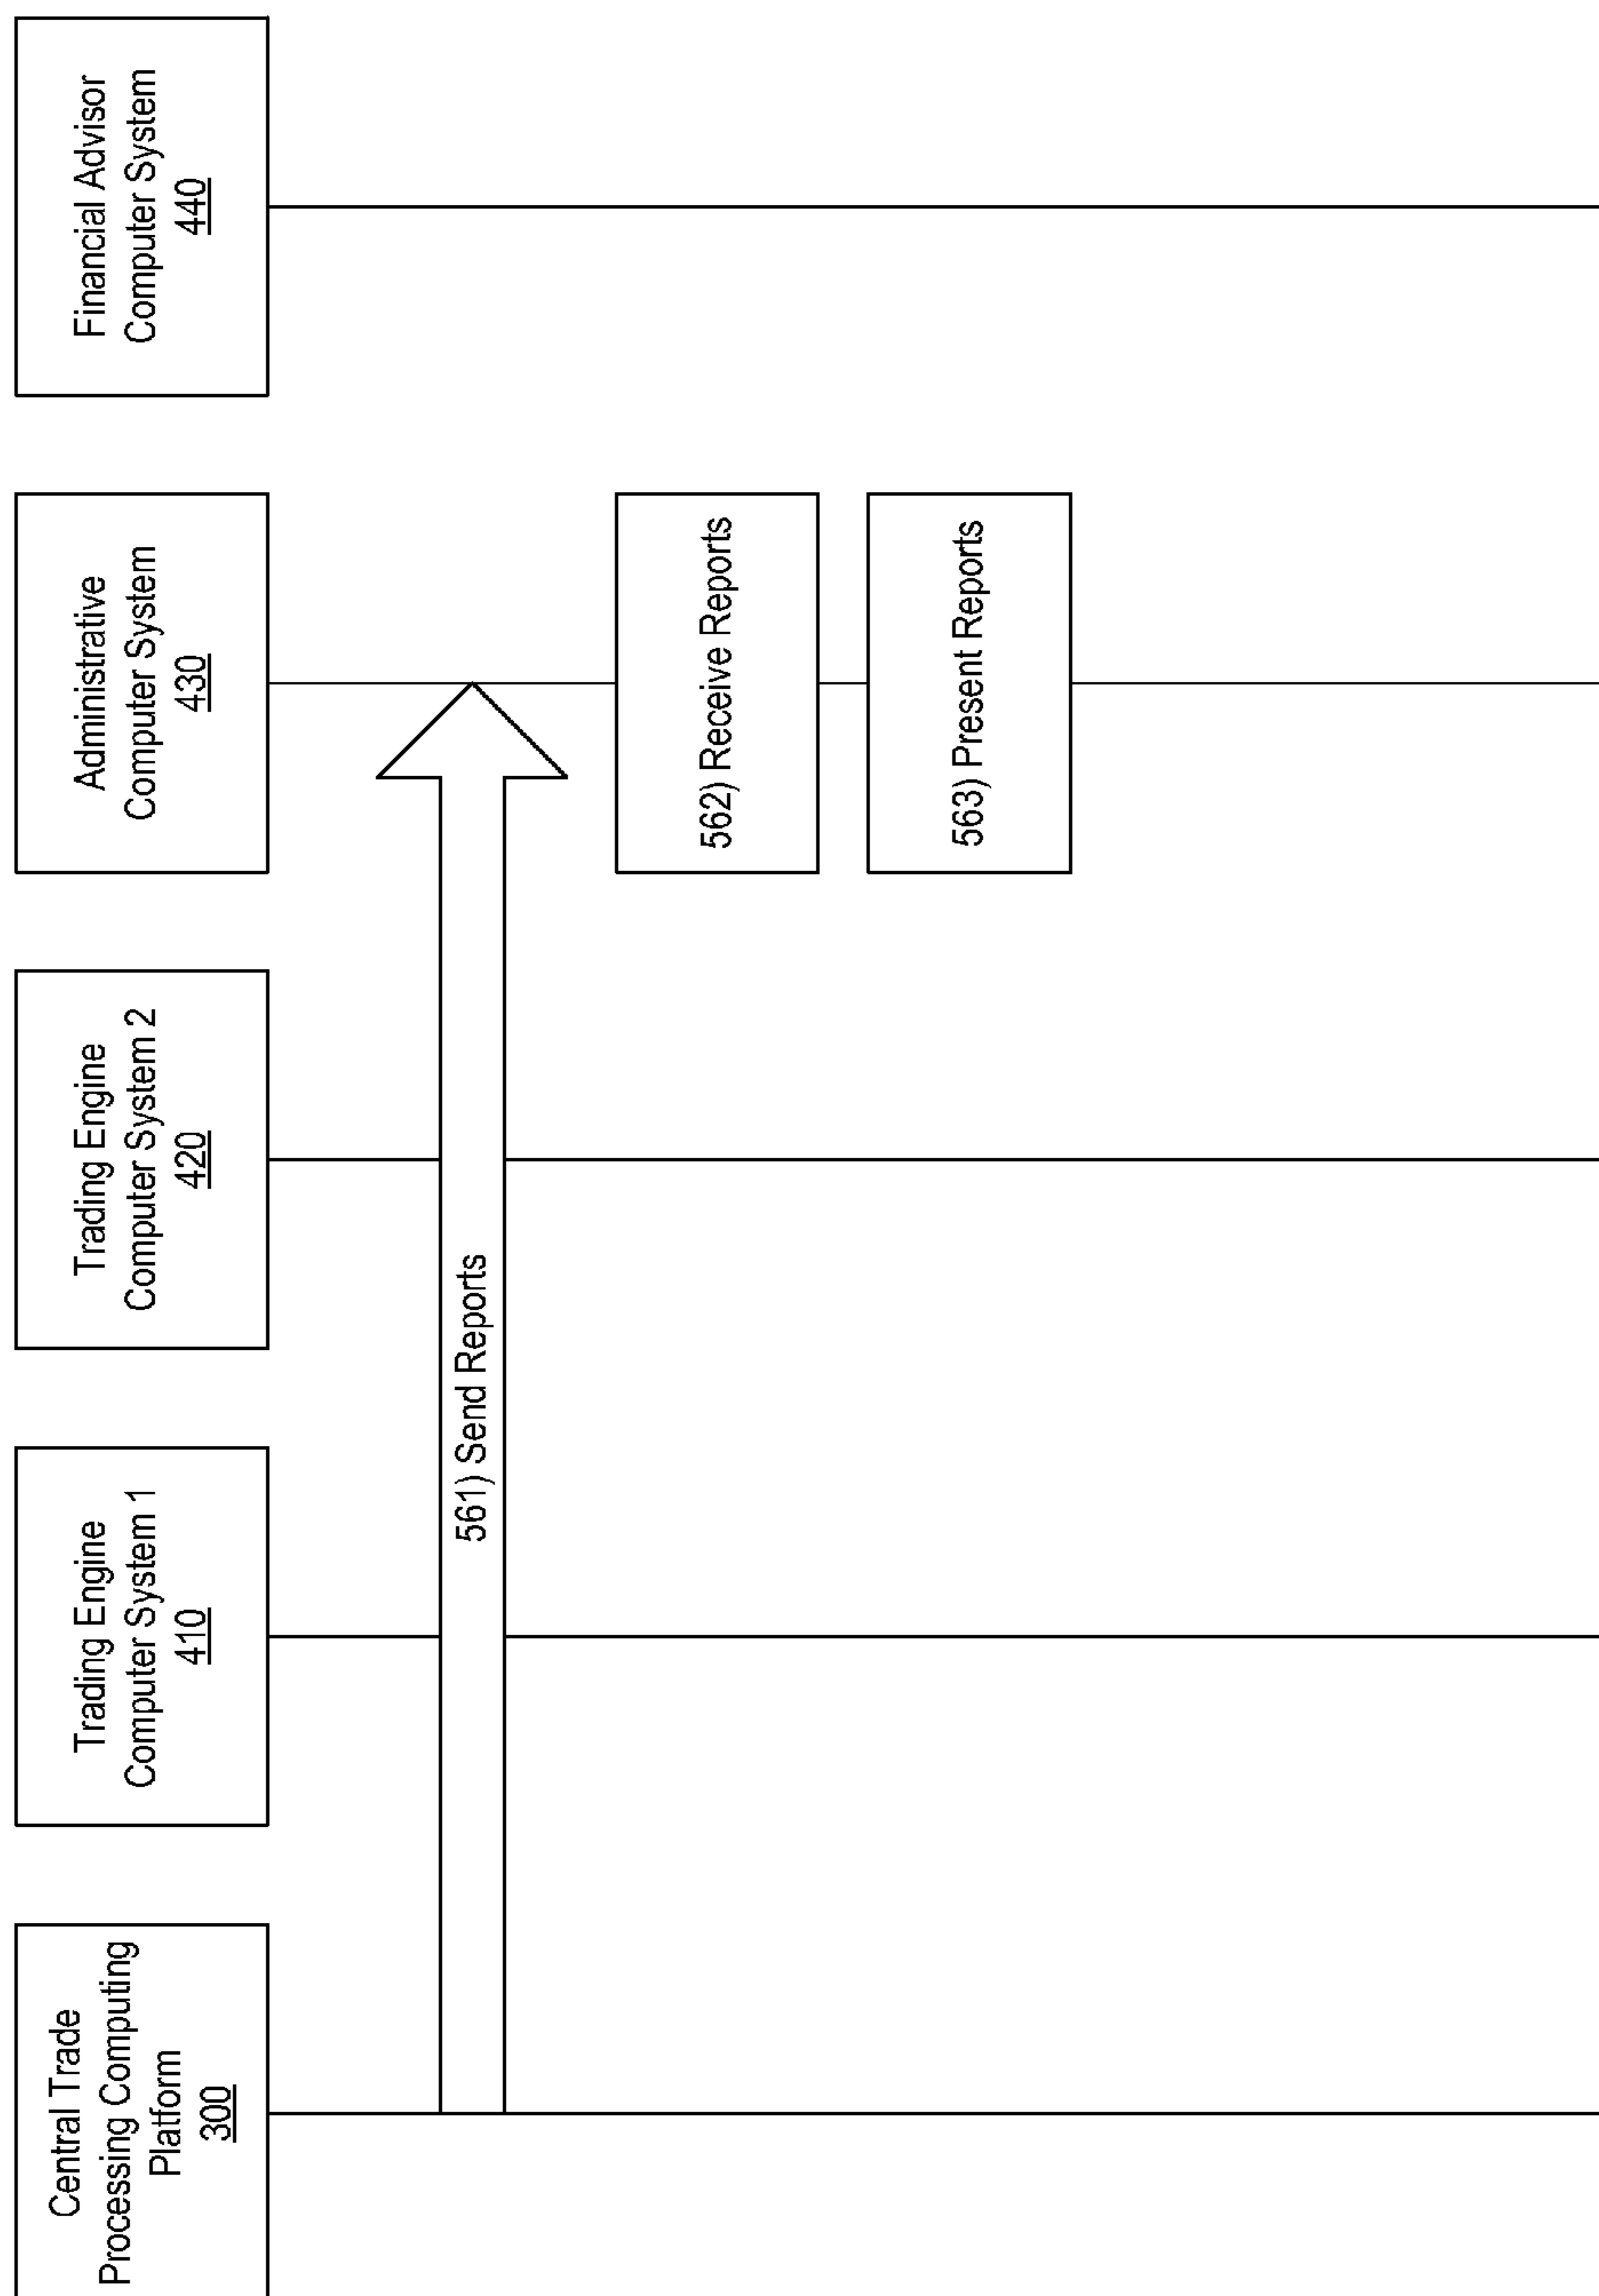 Central Trade
Processing Computing
Platform
300
Trading Engine
Computer System 1
410
Trading Engine
Computer System 2
420
Administrative
Computer System
430
Financial Advisor
Computer System
440
561) Send Reports
562) Receive Reports
563) Present Reports